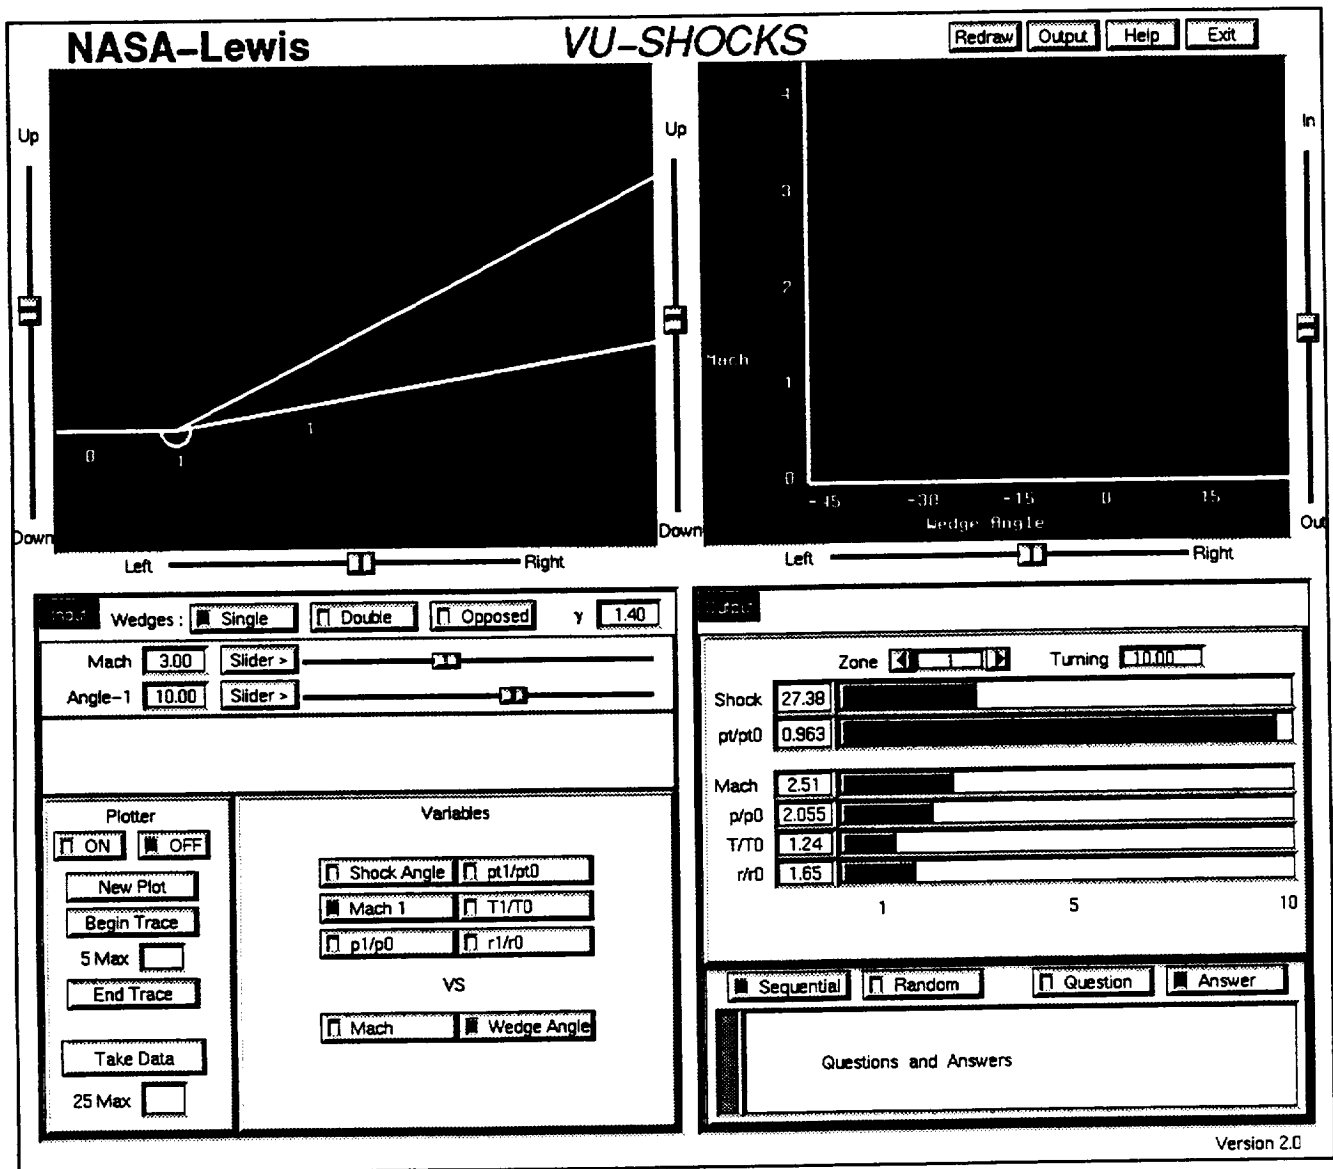 NASA-Lewis VU-SHOCKS Redraw Output Help Exit
Up
Down
Left Right
0 1 1
Up
Down
4
3
2
Mach
1
0
-45 -30 -15 0 15
Wedge Angle
Left Right
In
Out
Input Wedges : Single Double Opposed γ 1.40
Mach 3.00 Slider >
Angle-1 10.00 Slider >
Plotter
ON OFF
New Plot
Begin Trace
5 Max
End Trace
Take Data
25 Max
Variables
Shock Angle pt1/pt0
Mach 1 T1/T0
p1/p0 r1/r0
VS
Mach Wedge Angle
Output
Zone 1 Turning 10.00
Shock 27.38
pt/pt0 0.963
Mach 2.51
p/p0 2.055
T/T0 1.24
r/r0 1.65
1 5 10
Sequential Random Question Answer
Questions and Answers
Version 2.0